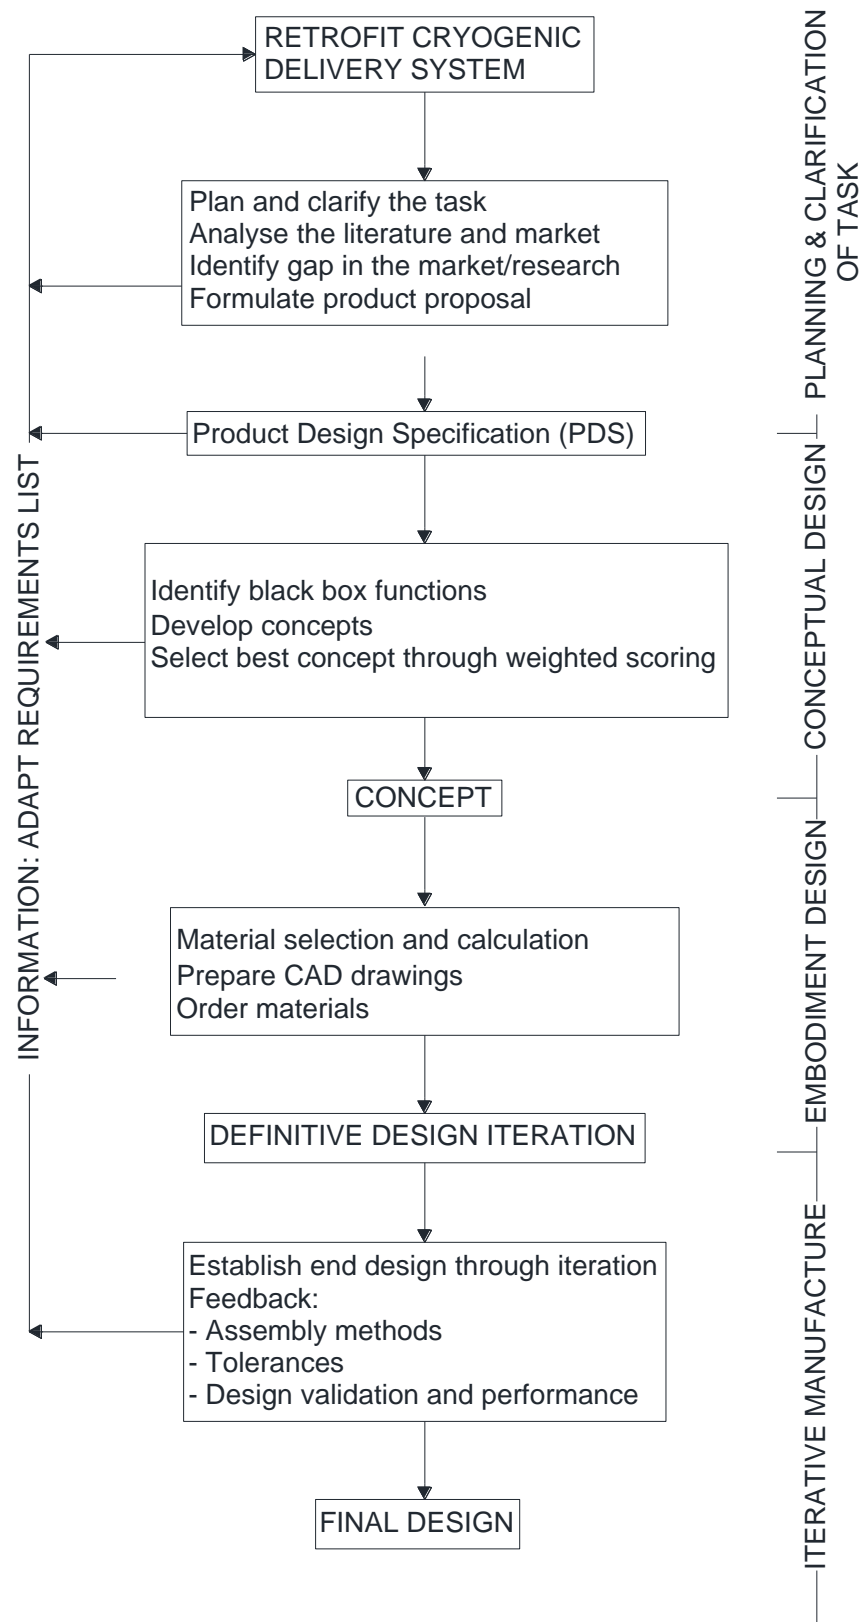 RETROFIT CRYOGENIC
DELIVERY SYSTEM
Plan and clarify the task
Analyse the literature and market
Identify gap in the market/research
Formulate product proposal
Product Design Specification (PDS)
Identify black box functions
Develop concepts
Select best concept through weighted scoring
CONCEPT
Material selection and calculation
Prepare CAD drawings
Order materials
DEFINITIVE DESIGN ITERATION
Establish end design through iteration
Feedback:
- Assembly methods
- Tolerances
- Design validation and performance
FINAL DESIGN
INFORMATION: ADAPT REQUIREMENTS LIST
PLANNING & CLARIFICATION
OF TASK
CONCEPTUAL DESIGN
EMBODIMENT DESIGN
ITERATIVE MANUFACTURE